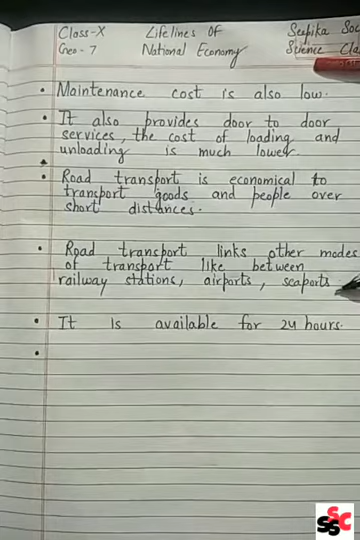 Class-X Lifelines Of Seepika Soc
Geo-7 National Economy Science Cla
• Maintenance cost is also low.
• It also provides door to door
services, the cost of loading and
unloading is much lower.
• Road transport is economical to
transport goods and people over
short distances.
• Road transport links other modes
of transport like between
railway stations, airports, seaports
• It is available for 24 hours.
•
SSC